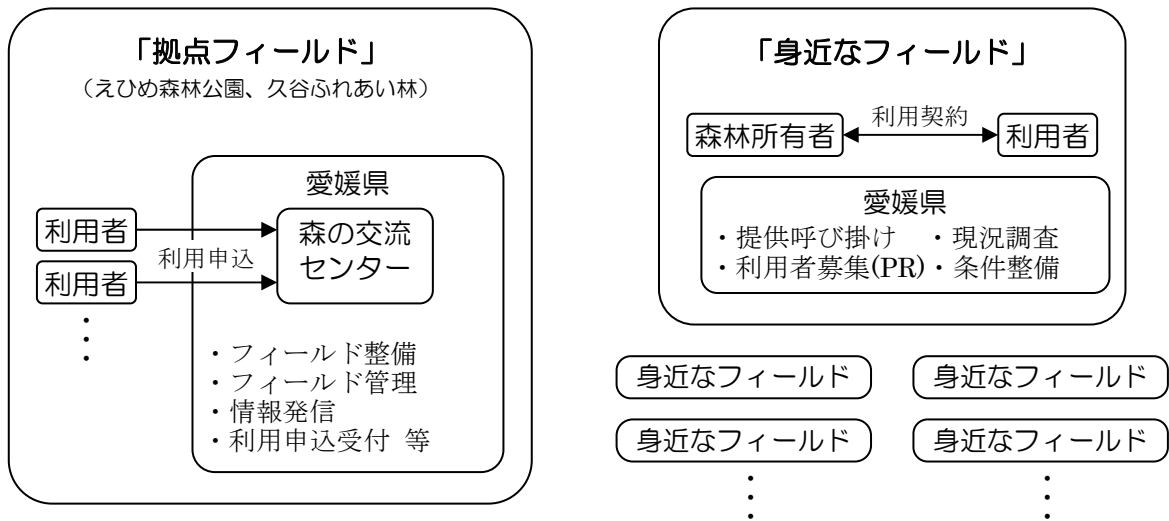 「拠点フィールド」
（えひめ森林公園、久谷ふれあい林）
愛媛県
利用者
利用者
・
・
・
利用申込
森の交流
センター
・フィールド整備
・フィールド管理
・情報発信
・利用申込受付 等
「身近なフィールド」
森林所有者
利用契約
利用者
愛媛県
・提供呼び掛け ・現況調査
・利用者募集(PR)・条件整備
身近なフィールド 身近なフィールド
身近なフィールド 身近なフィールド
・ ・
・ ・
・ ・